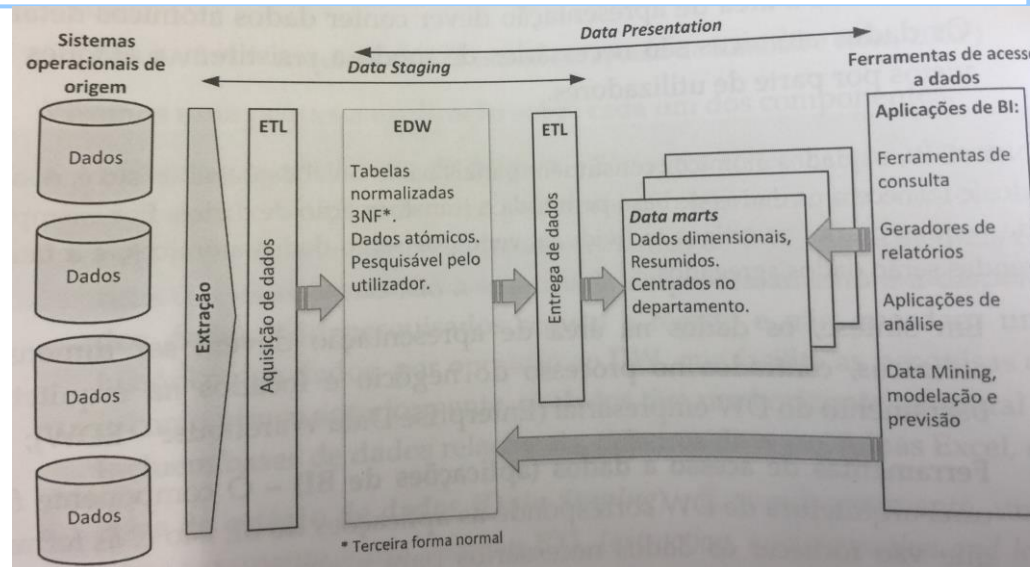 Sistemas
operacionais de
origem
Dados
Dados
Dados
Dados
Data Staging
Data Presentation
Extração
ETL
Aquisição de dados
EDW
Tabelas
normalizadas
3NF*.
Dados atómicos.
Pesquisável pelo
utilizador.
* Terceira forma normal
ETL
Entrega de dados
Data marts
Dados dimensionais,
Resumidos.
Centrados no
departamento.
Ferramentas de acesso
a dados
Aplicações de BI:
Ferramentas de
consulta
Geradores de
relatórios
Aplicações de
análise
Data Mining,
modelação e
previsão